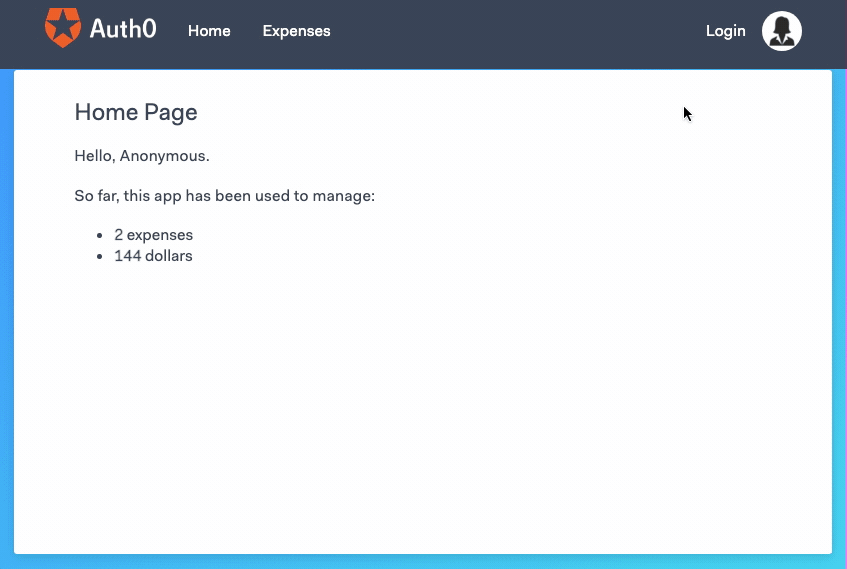 Auth0 Home Expenses Login
Home Page
Hello, Anonymous.
So far, this app has been used to manage:
2 expenses
144 dollars